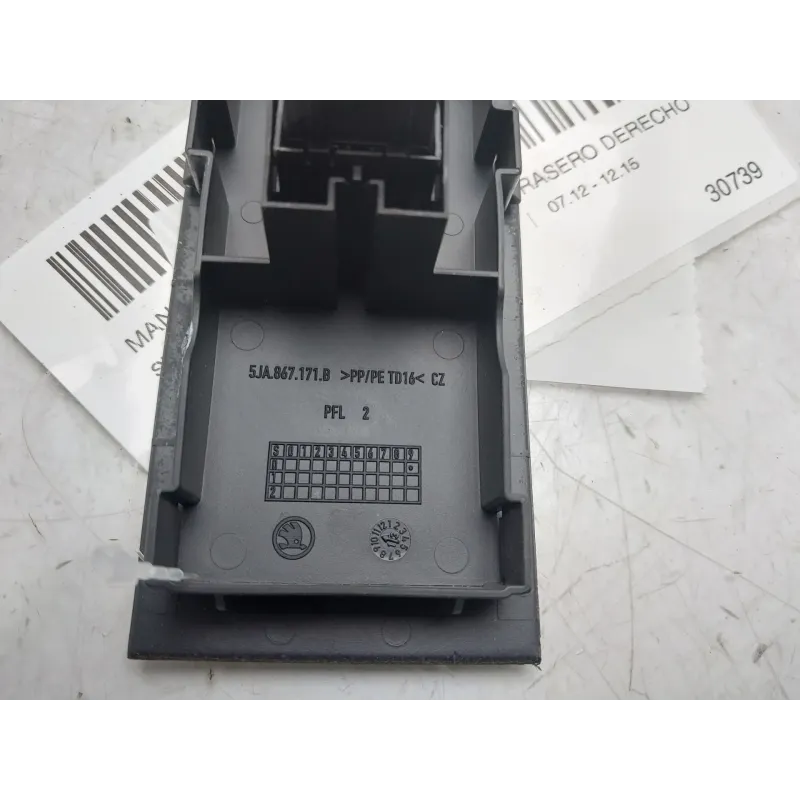 RASERO DERECHO
07.12 - 12.15
30739
MAN
5JA.867.171.B >PP/PE TD16< CZ
PFL 2
S 0 1 2 3 4 5 6 7 8 9
0
1
2